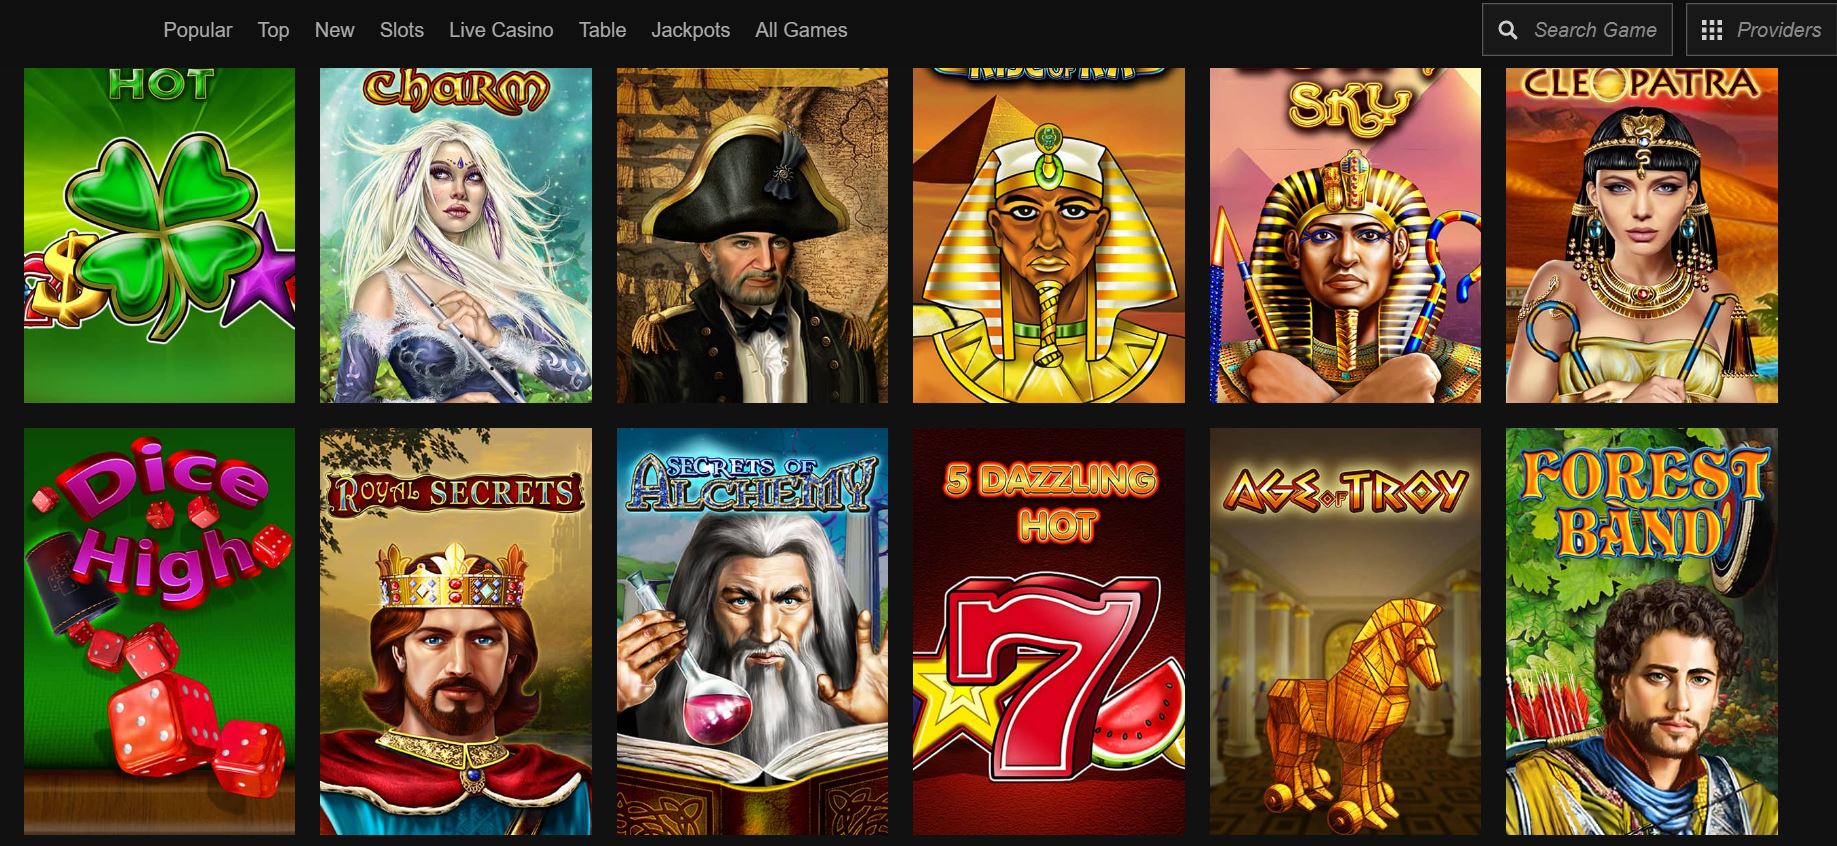 Popular Top New Slots Live Casino Table Jackpots All Games Search Game Providers
HOT
Charm
SKY
CLEOPATRA
Dice
High
ROYAL SECRETS
SECRETS OF
ALCHEMY
5 DAZZLING
HOT
AGE OF TROY
FOREST
BAND